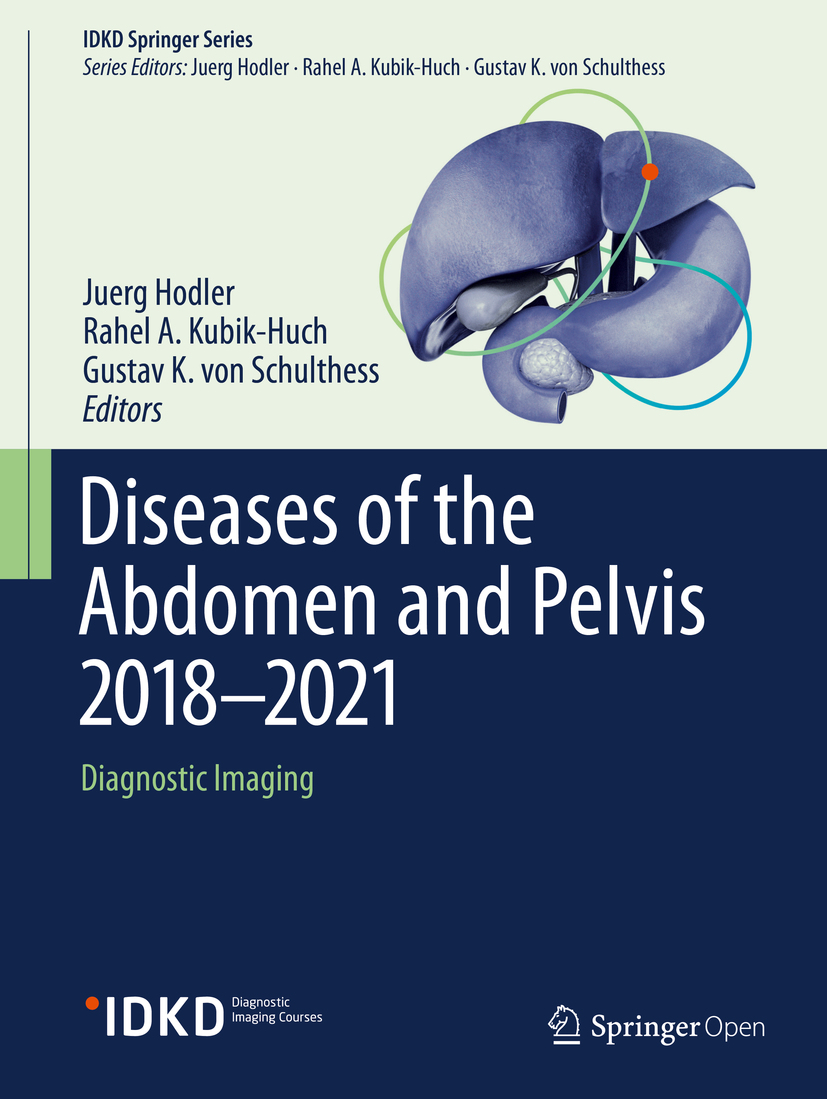 IDKD Springer Series
Series Editors: Juerg Hodler · Rahel A. Kubik-Huch · Gustav K. von Schulthess
Juerg Hodler
Rahel A. Kubik-Huch
Gustav K. von Schulthess
Editors
Diseases of the
Abdomen and Pelvis
2018–2021
Diagnostic Imaging
IDKD
Diagnostic
Imaging Courses
Springer Open